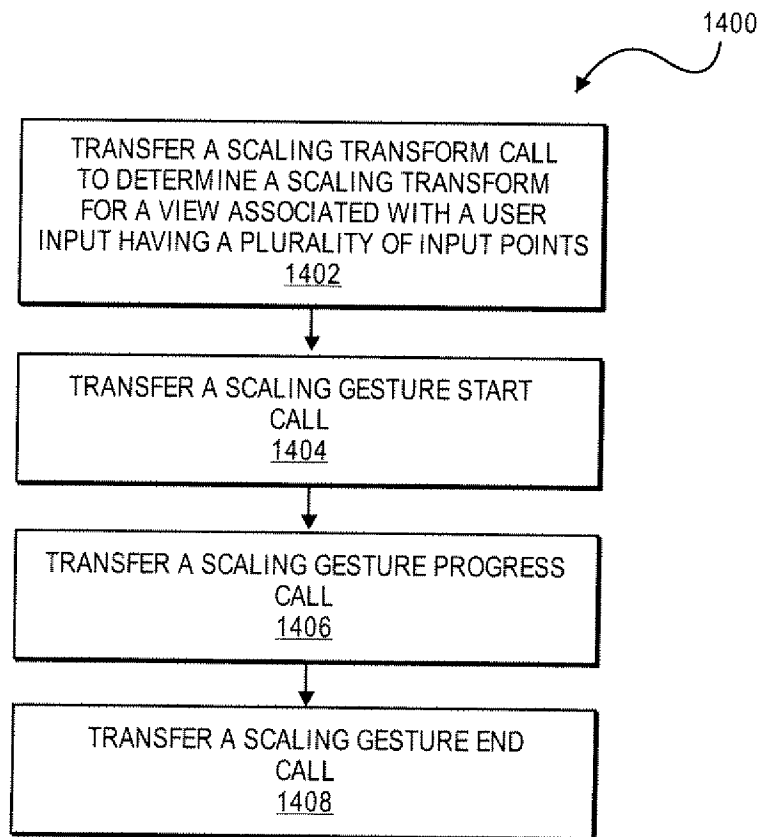 1400
TRANSFER A SCALING TRANSFORM CALL
TO DETERMINE A SCALING TRANSFORM
FOR A VIEW ASSOCIATED WITH A USER
INPUT HAVING A PLURALITY OF INPUT POINTS
1402
TRANSFER A SCALING GESTURE START
CALL
1404
TRANSFER A SCALING GESTURE PROGRESS
CALL
1406
TRANSFER A SCALING GESTURE END
CALL
1408